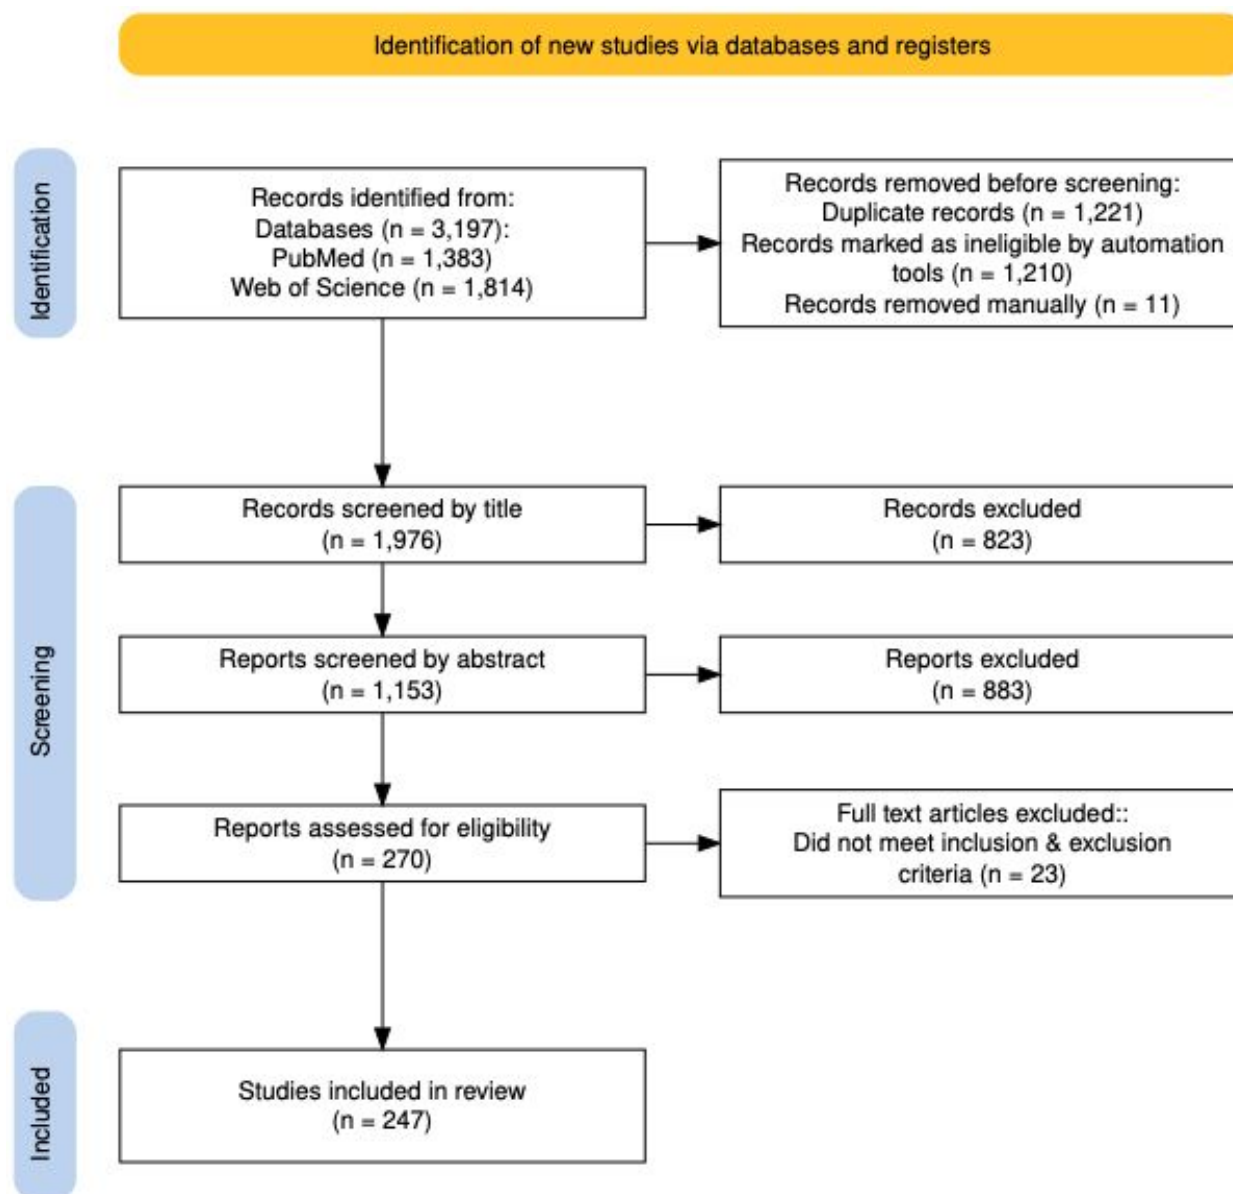 Identification of new studies via databases and registers
Identification
Records identified from:
Databases (n = 3,197):
PubMed (n = 1,383)
Web of Science (n = 1,814)
Records removed before screening:
Duplicate records (n = 1,221)
Records marked as ineligible by automation
tools (n = 1,210)
Records removed manually (n = 11)
Screening
Records screened by title
(n = 1,976)
Records excluded
(n = 823)
Reports screened by abstract
(n = 1,153)
Reports excluded
(n = 883)
Reports assessed for eligibility
(n = 270)
Full text articles excluded::
Did not meet inclusion & exclusion
criteria (n = 23)
Included
Studies included in review
(n = 247)